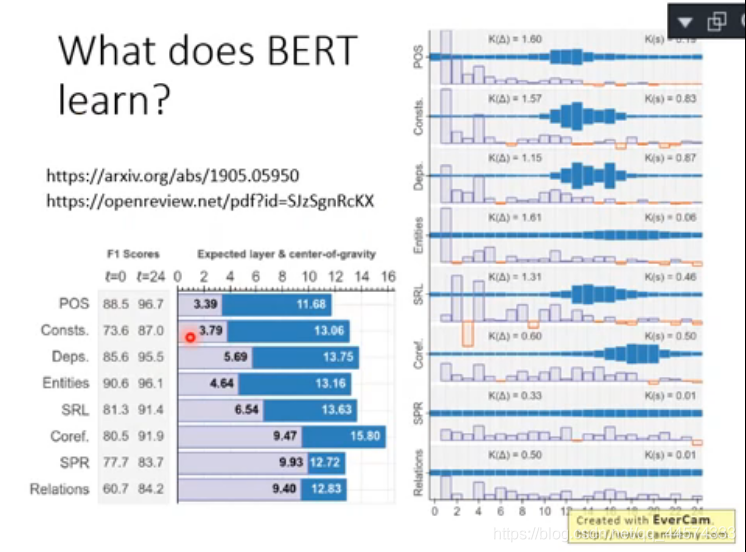 What does BERT
learn?
https://arxiv.org/abs/1905.05950
https://openreview.net/pdf?id=SJzSgnRcKX
F1 Scores Expected layer & center-of-gravity
ℓ=0 ℓ=24 0 2 4 6 8 10 12 14 16
POS 88.5 96.7 3.39 11.68
Consts. 73.6 87.0 3.79 13.06
Deps. 85.6 95.5 5.69 13.75
Entities 90.6 96.1 4.64 13.16
SRL 81.3 91.4 6.54 13.63
Coref. 80.5 91.9 9.47 15.80
SPR 77.7 83.7 9.93 12.72
Relations 60.7 84.2 9.40 12.83
POS K(Δ) = 1.60 K(s) = 0.19
Consts. K(Δ) = 1.57 K(s) = 0.83
Deps. K(Δ) = 1.15 K(s) = 0.87
Entities K(Δ) = 1.61 K(s) = 0.06
SRL K(Δ) = 1.31 K(s) = 0.46
Coref. K(Δ) = 0.60 K(s) = 0.50
SPR K(Δ) = 0.33 K(s) = 0.01
Relations K(Δ) = 0.50 K(s) = 0.01
0 2 4 6 8 10 12 14 16 18 20 22 24
Created with EverCam.
http://www.camdemy.com